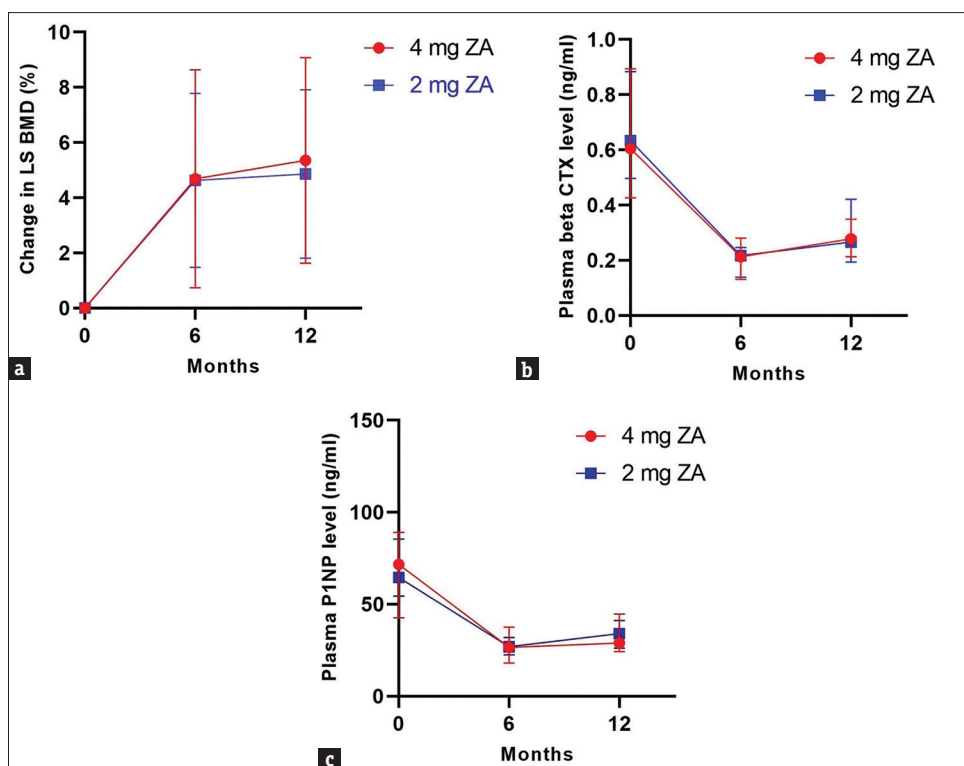 Change in LS BMD (%)
10
8
6
4
2
0
0
6
12
Months
4 mg ZA
2 mg ZA
a
Plasma beta CTX level (ng/ml)
1.0
0.8
0.6
0.4
0.2
0.0
0
6
12
Months
4 mg ZA
2 mg ZA
b
Plasma P1NP level (ng/ml)
150
100
50
0
0
6
12
Months
4 mg ZA
2 mg ZA
c